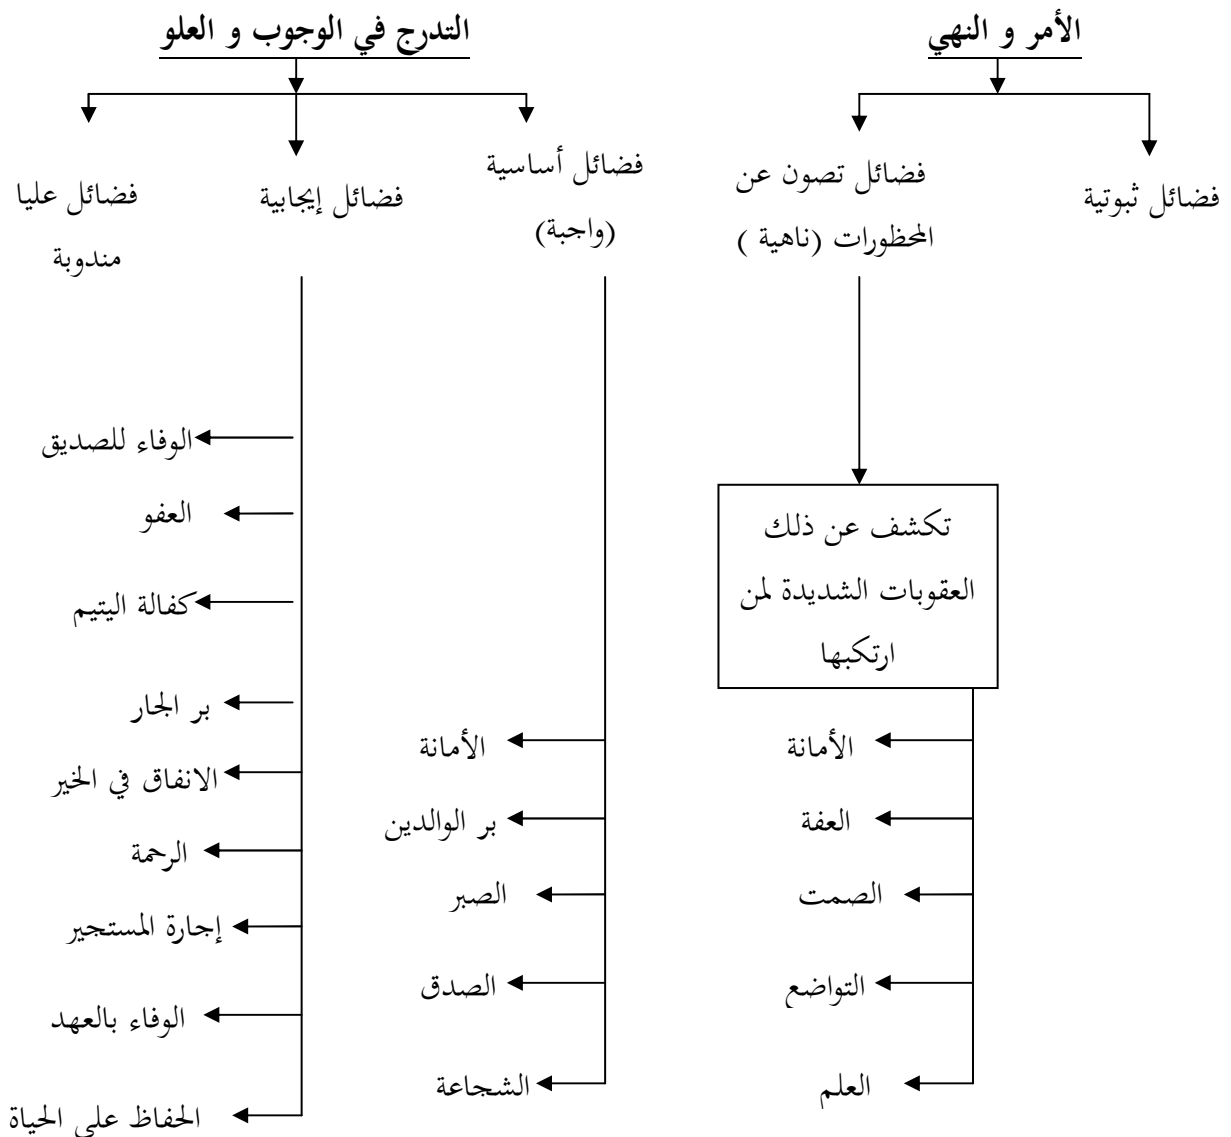 الأمر و النهي
التدرج في الوجوب و العلو
فضائل ثبوتية
فضائل تصون عن
المحظورات (ناهية )
فضائل أساسية
(واجبة)
فضائل إيجابية
فضائل عليا
مندوبة
تكشف عن ذلك
العقوبات الشديدة لمن
ارتكبها
الأمانة
العفة
الصمت
التواضع
العلم
الأمانة
بر الوالدين
الصبر
الصدق
الشجاعة
الوفاء للصديق
العفو
كفالة اليتيم
بر الجار
الانفاق في الخير
الرحمة
إجارة المستجير
الوفاء بالعهد
الحفاظ على الحياة